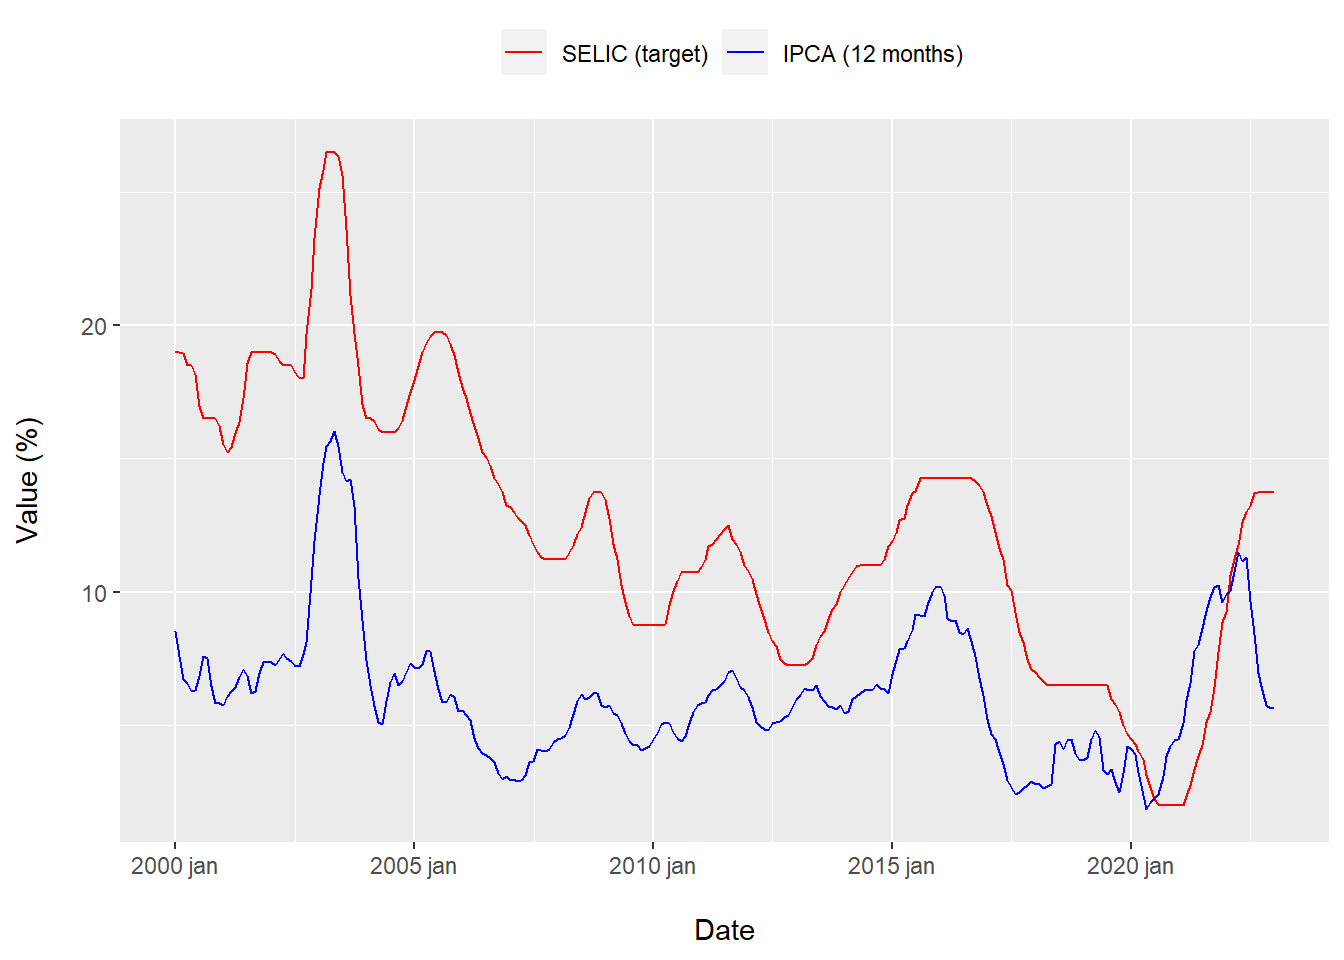 SELIC (target) IPCA (12 months)
Value (%)
20
10
2000 jan 2005 jan 2010 jan 2015 jan 2020 jan
Date